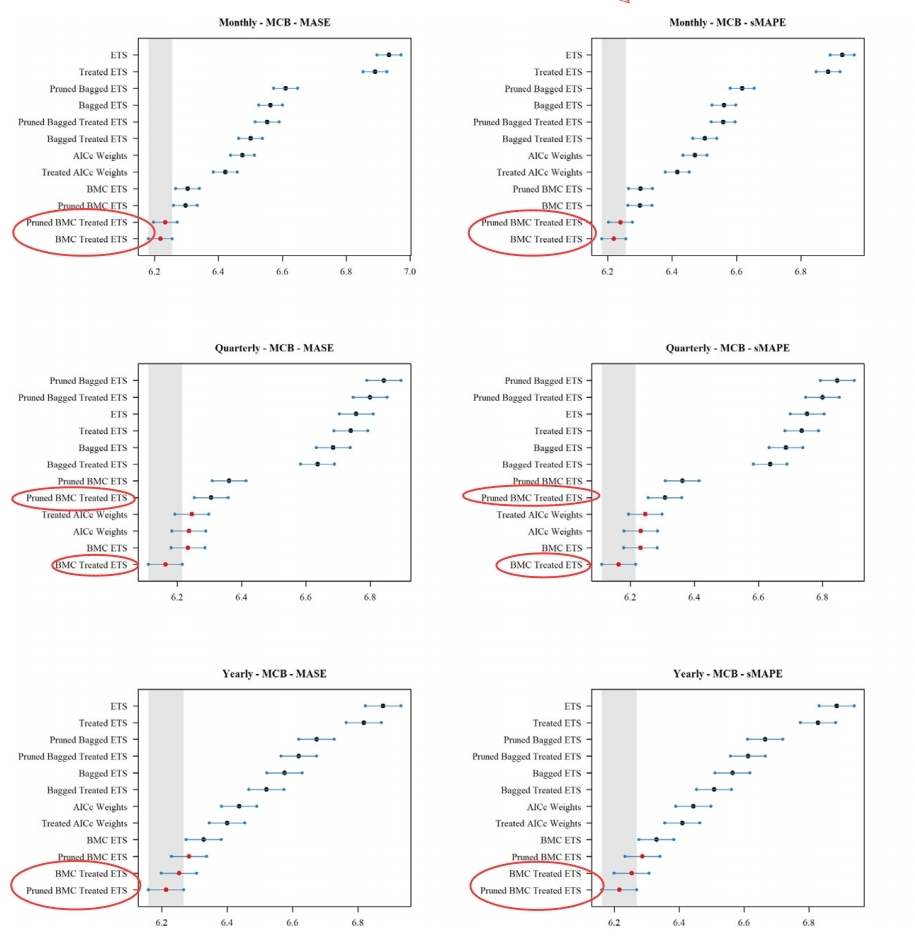 Monthly - MCB - MASE
ETS
Treated ETS
Pruned Bagged ETS
Bagged ETS
Pruned Bagged Treated ETS
Bagged Treated ETS
AICc Weights
Treated AICc Weights
BMC ETS
Pruned BMC ETS
Pruned BMC Treated ETS
BMC Treated ETS
6.2 6.4 6.6 6.8 7.0
Monthly - MCB - sMAPE
ETS
Treated ETS
Pruned Bagged ETS
Bagged ETS
Pruned Bagged Treated ETS
Bagged Treated ETS
AICc Weights
Treated AICc Weights
Pruned BMC ETS
BMC ETS
Pruned BMC Treated ETS
BMC Treated ETS
6.2 6.4 6.6 6.8
Quarterly - MCB - MASE
Pruned Bagged ETS
Pruned Bagged Treated ETS
ETS
Treated ETS
Bagged ETS
Bagged Treated ETS
Pruned BMC ETS
Pruned BMC Treated ETS
Treated AICc Weights
AICc Weights
BMC ETS
BMC Treated ETS
6.2 6.4 6.6 6.8
Quarterly - MCB - sMAPE
Pruned Bagged ETS
Pruned Bagged Treated ETS
ETS
Treated ETS
Bagged ETS
Bagged Treated ETS
Pruned BMC ETS
Pruned BMC Treated ETS
Treated AICc Weights
AICc Weights
BMC ETS
BMC Treated ETS
6.2 6.4 6.6 6.8
Yearly - MCB - MASE
ETS
Treated ETS
Pruned Bagged ETS
Pruned Bagged Treated ETS
Bagged ETS
Bagged Treated ETS
AICc Weights
Treated AICc Weights
BMC ETS
Pruned BMC ETS
BMC Treated ETS
Pruned BMC Treated ETS
6.2 6.4 6.6 6.8
Yearly - MCB - sMAPE
ETS
Treated ETS
Pruned Bagged ETS
Pruned Bagged Treated ETS
Bagged ETS
Bagged Treated ETS
AICc Weights
Treated AICc Weights
BMC ETS
Pruned BMC ETS
BMC Treated ETS
Pruned BMC Treated ETS
6.2 6.4 6.6 6.8